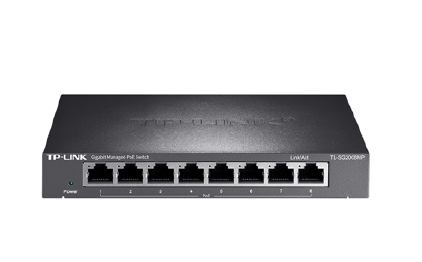 TP-LINK
TP-LINK Gigabit Managed PoE Switch Link/Act TL-SG2008MP
Power 1 2 3 4 5 6 7 8
PoE